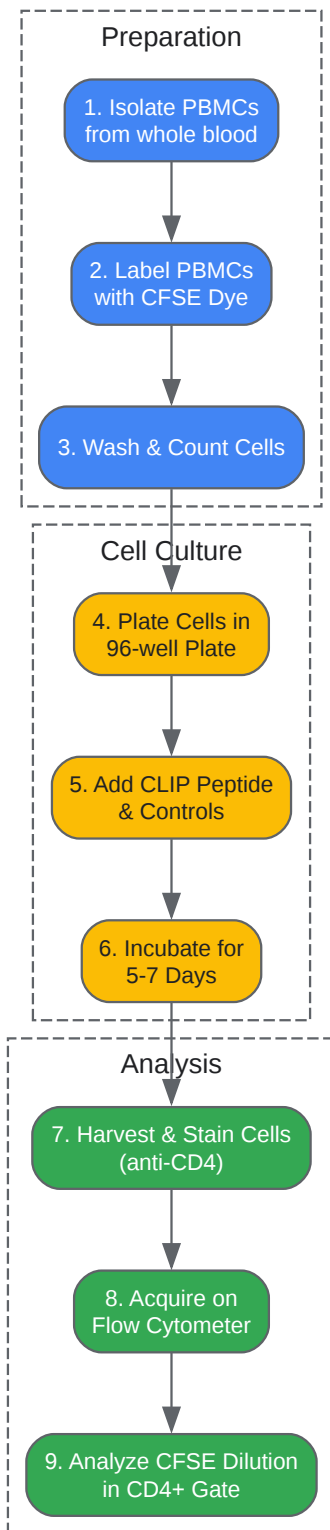 Preparation
1. Isolate PBMCs
from whole blood
2. Label PBMCs
with CFSE Dye
3. Wash & Count Cells
Cell Culture
4. Plate Cells in
96-well Plate
5. Add CLIP Peptide
& Controls
6. Incubate for
5-7 Days
Analysis
7. Harvest & Stain Cells
(anti-CD4)
8. Acquire on
Flow Cytometer
9. Analyze CFSE Dilution
in CD4+ Gate